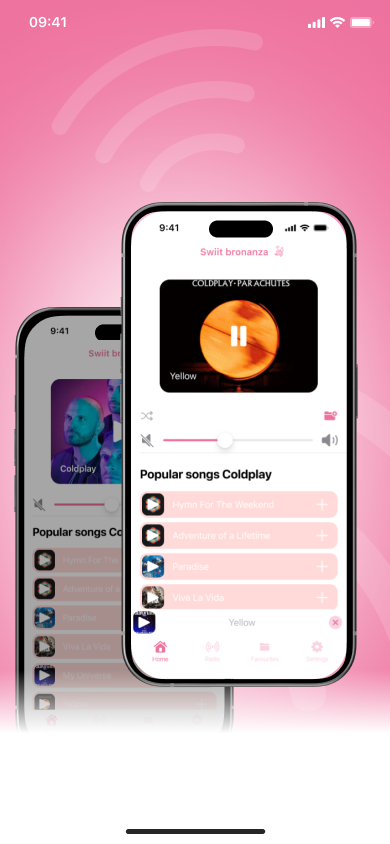 09:41
9:41
Swiit bronanza
COLDPLAY·PARACHUTES
Yellow
Popular songs Coldplay
Hymn For The Weekend
Adventure of a Lifetime
Paradise
Viva La Vida
Yellow
Home
Radio
Favourites
Settings
9:41
Swiit br
Coldplay
Popular songs Co
Hymn For The
Adventure of a
Paradise
Viva La Vida
My Universe